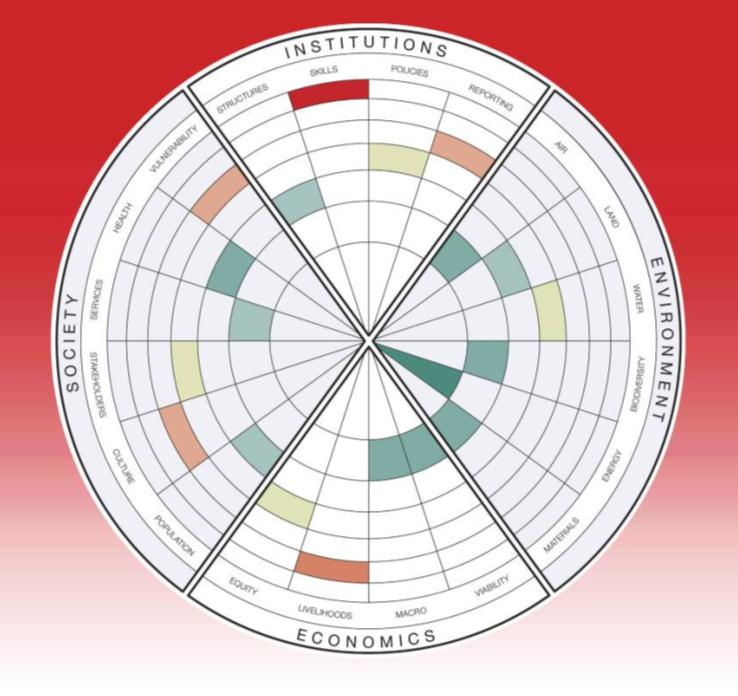 INSTITUTIONS
STRUCTURES
SKILLS
POLICIES
REPORTING
ENVIRONMENT
AIR
LAND
WATER
BIODIVERSITY
ENERGY
MATERIALS
ECONOMICS
VIABILITY
MACRO
LIVELIHOODS
EQUITY
SOCIETY
POPULATION
CULTURE
STAKEHOLDERS
SERVICES
HEALTH
VULNERABILITY